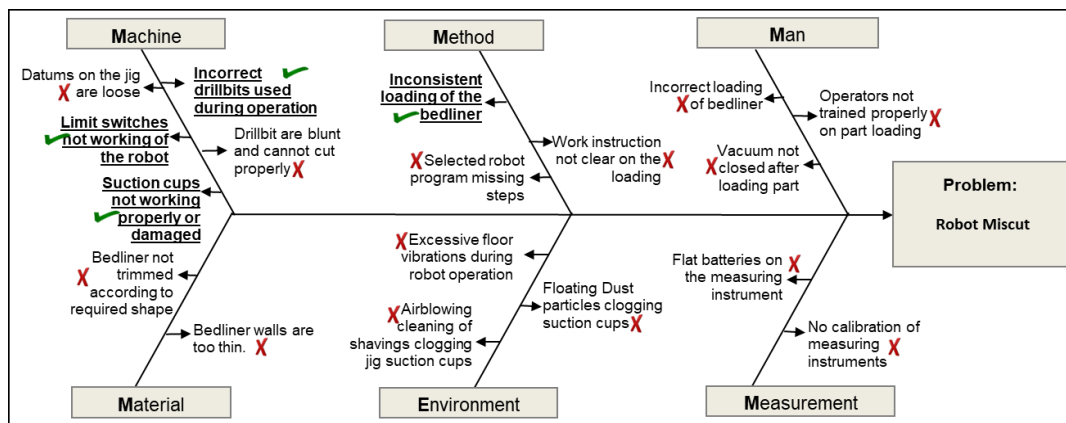 Machine
Method
Man
Datums on the jig
are loose
Incorrect
drillbits used
during operation
Limit switches
not working of
the robot
Drillbit are blunt
and cannot cut
properly
Suction cups
not working
properly or
damaged
Inconsistent
loading of the
bedliner
Work instruction
not clear on the
loading
Selected robot
program missing
steps
Incorrect loading
of bedliner
Operators not
trained properly
on part loading
Vacuum not
closed after
loading part
Problem:
Robot Miscut
Bedliner not
trimmed
according to
required shape
Bedliner walls are
too thin.
Excessive floor
vibrations during
robot operation
Floating Dust
particles clogging
suction cups
Airblowing
cleaning of
shavings clogging
jig suction cups
Flat batteries on
the measuring
instrument
No calibration of
measuring
instruments
Material
Environment
Measurement